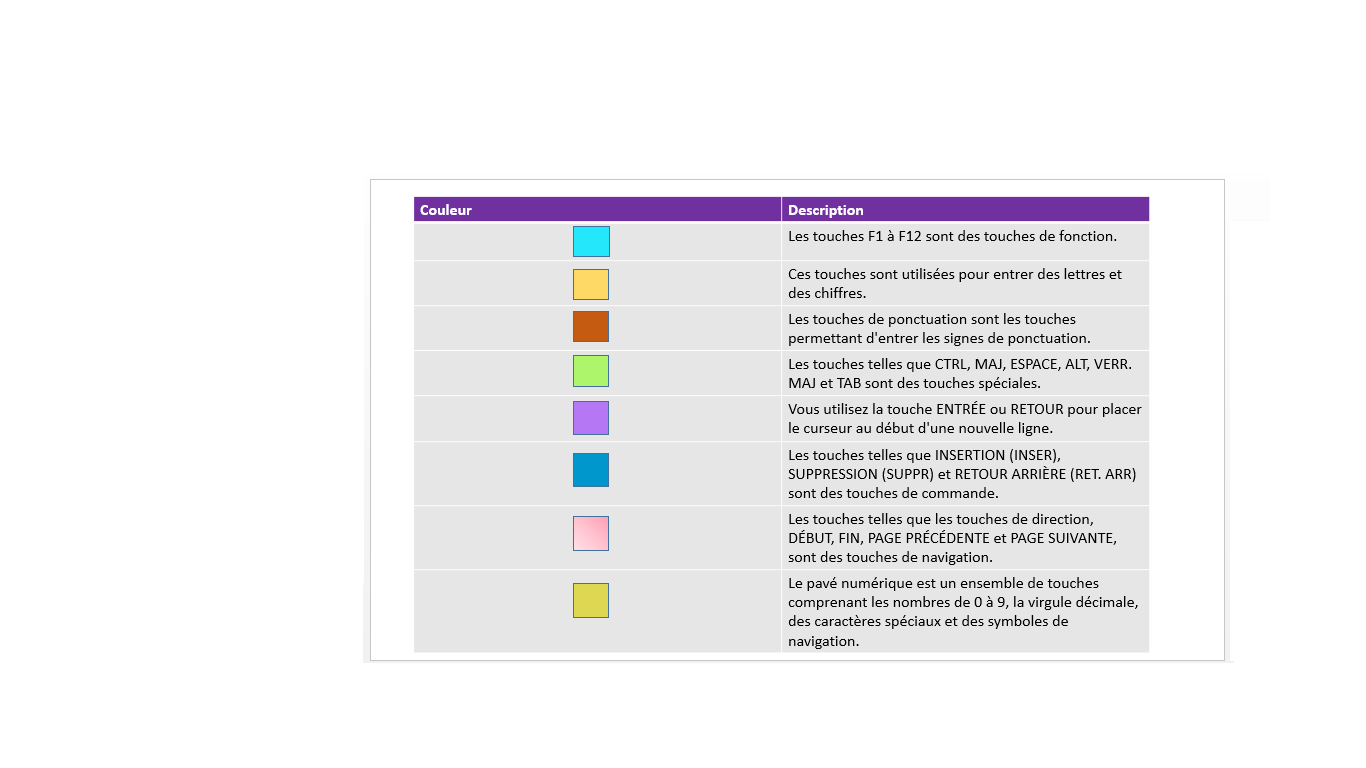 Couleur
Description
Les touches F1 à F12 sont des touches de fonction.
Ces touches sont utilisées pour entrer des lettres et
des chiffres.
Les touches de ponctuation sont les touches
permettant d'entrer les signes de ponctuation.
Les touches telles que CTRL, MAJ, ESPACE, ALT, VERR.
MAJ et TAB sont des touches spéciales.
Vous utilisez la touche ENTRÉE ou RETOUR pour placer
le curseur au début d'une nouvelle ligne.
Les touches telles que INSERTION (INSER),
SUPPRESSION (SUPPR) et RETOUR ARRIÈRE (RET. ARR)
sont des touches de commande.
Les touches telles que les touches de direction,
DÉBUT, FIN, PAGE PRÉCÉDENTE et PAGE SUIVANTE,
sont des touches de navigation.
Le pavé numérique est un ensemble de touches
comprenant les nombres de 0 à 9, la virgule décimale,
des caractères spéciaux et des symboles de
navigation.